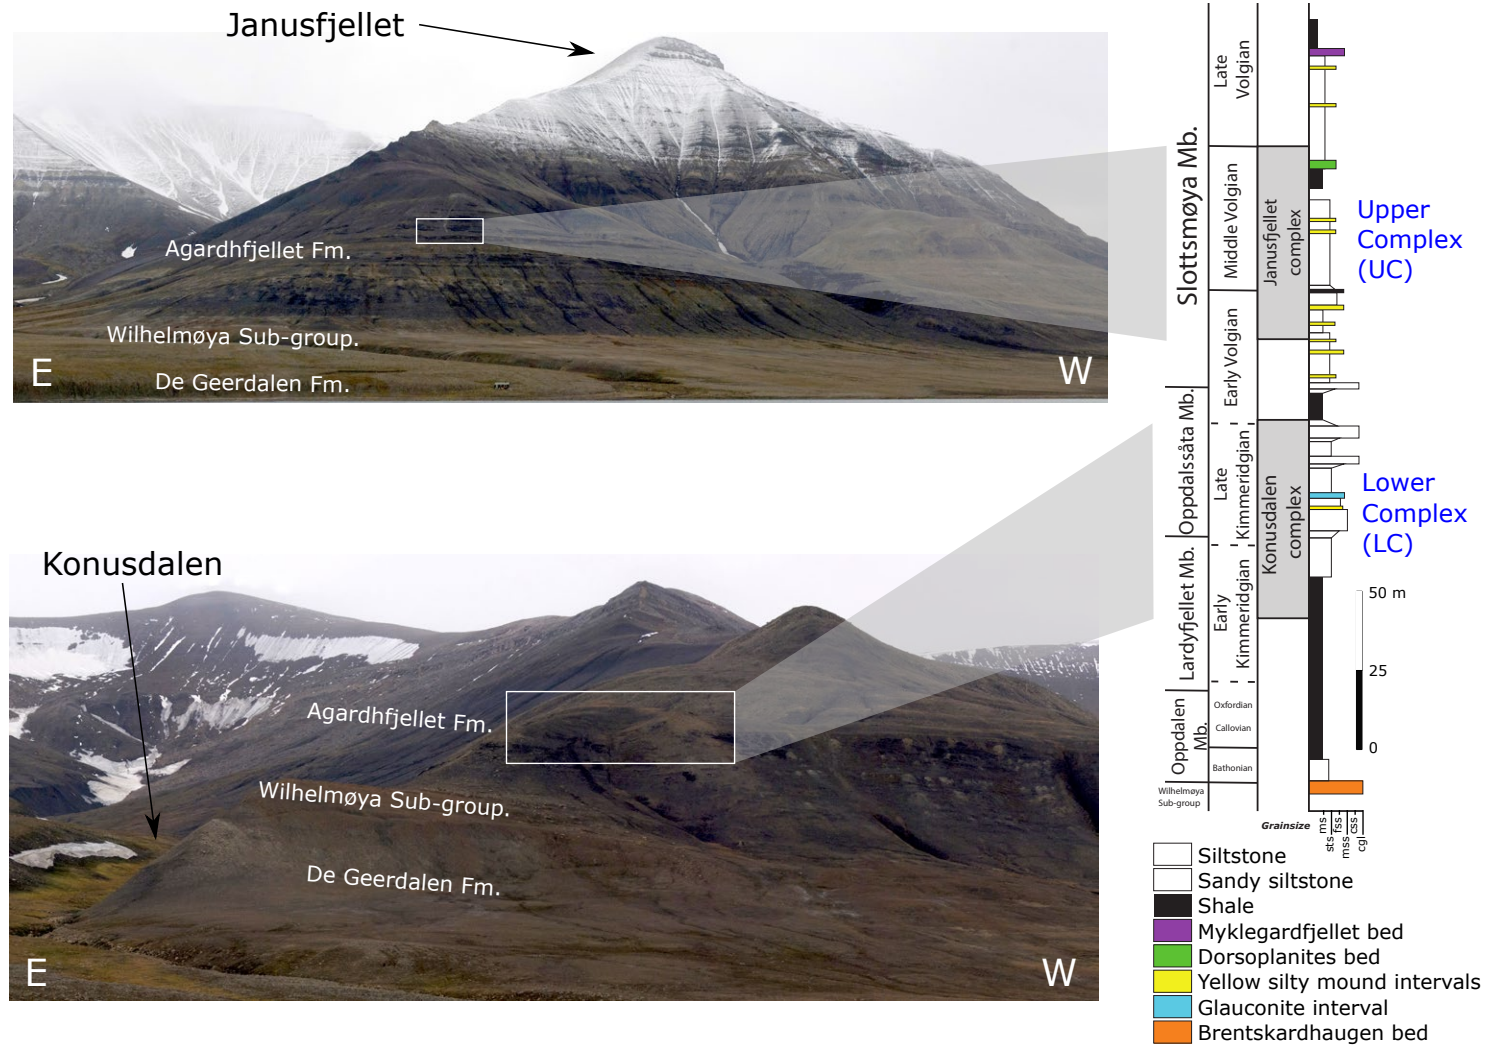 Janusfjellet
Agardhfjellet Fm.
Wilhelmøya Sub-group.
De Geerdalen Fm.
E
W
Konusdalen
Agardhfjellet Fm.
Wilhelmøya Sub-group.
De Geerdalen Fm.
E
W
Slottsmøya Mb.
Oppdalssåta Mb.
Lardyfjellet Mb.
Oppdalen
Mb.
Wilhelmøya
Sub-group
Late
Volgian
Middle Volgian
Early Volgian
Late
Kimmeridgian
Early
Kimmeridgian
Oxfordian
Callovian
Bathonian
Janusfjellet
complex
Konusdalen
complex
Upper
Complex
(UC)
Lower
Complex
(LC)
50 m
25
0
Grainsize
ms
sts
fss
mss
css
cgl
Siltstone
Sandy siltstone
Shale
Myklegardfjellet bed
Dorsoplanites bed
Yellow silty mound intervals
Glauconite interval
Brentskardhaugen bed